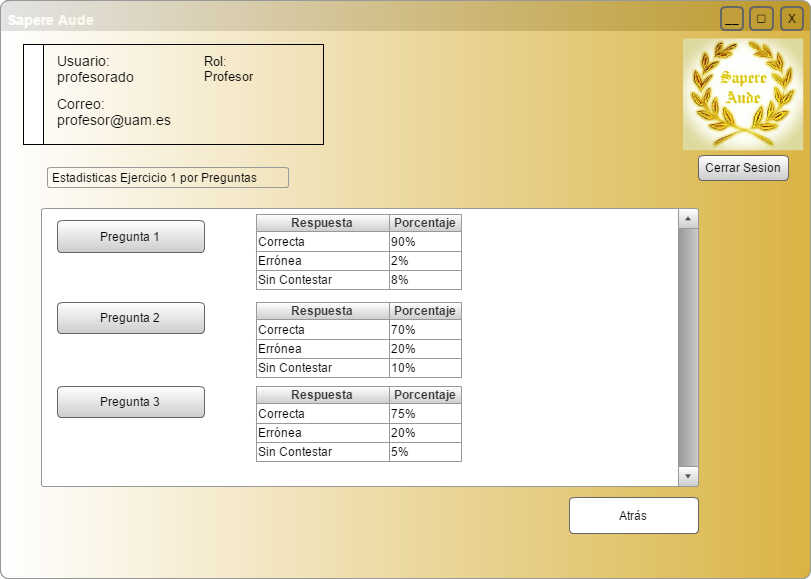 Sapere Aude
__ □ X
Usuario:
profesorado
Rol:
Profesor
Correo:
profesor@uam.es
Sapere
Aude
Cerrar Sesion
Estadisticas Ejercicio 1 por Preguntas
Pregunta 1
Respuesta Porcentaje
Correcta 90%
Errónea 2%
Sin Contestar 8%
Pregunta 2
Respuesta Porcentaje
Correcta 70%
Errónea 20%
Sin Contestar 10%
Pregunta 3
Respuesta Porcentaje
Correcta 75%
Errónea 20%
Sin Contestar 5%
Atrás